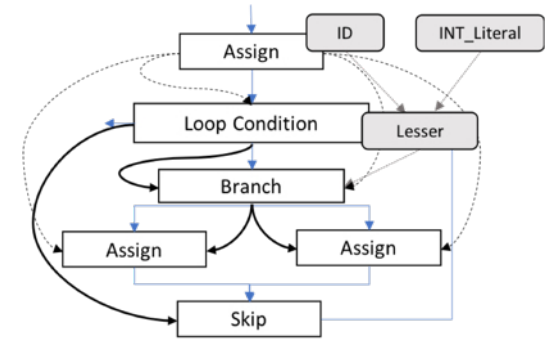 ID
INT_Literal
Assign
Loop Condition
Lesser
Branch
Assign
Assign
Skip